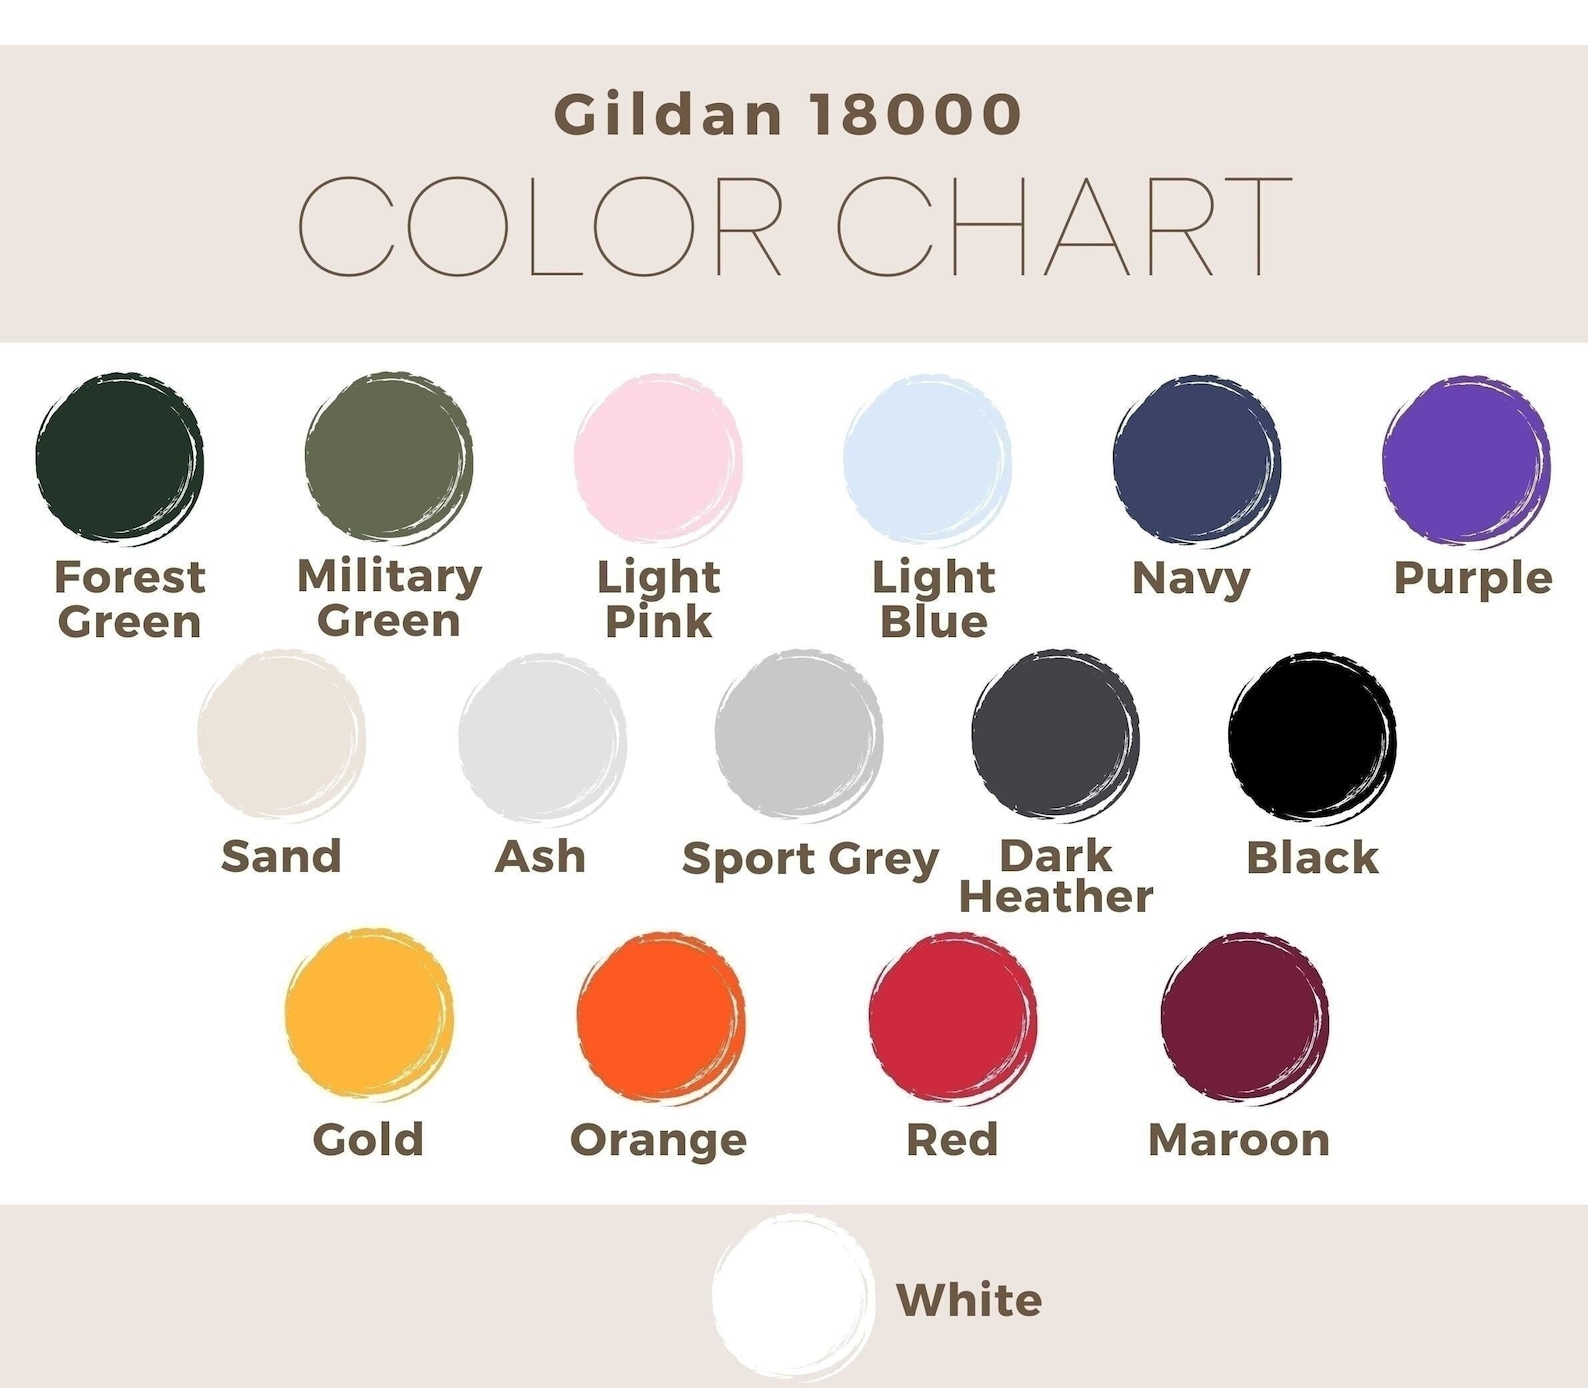 Gildan 18000
COLOR CHART
Forest
Green
Military
Green
Light
Pink
Light
Blue
Navy
Purple
Sand
Ash
Sport Grey
Dark
Heather
Black
Gold
Orange
Red
Maroon
White